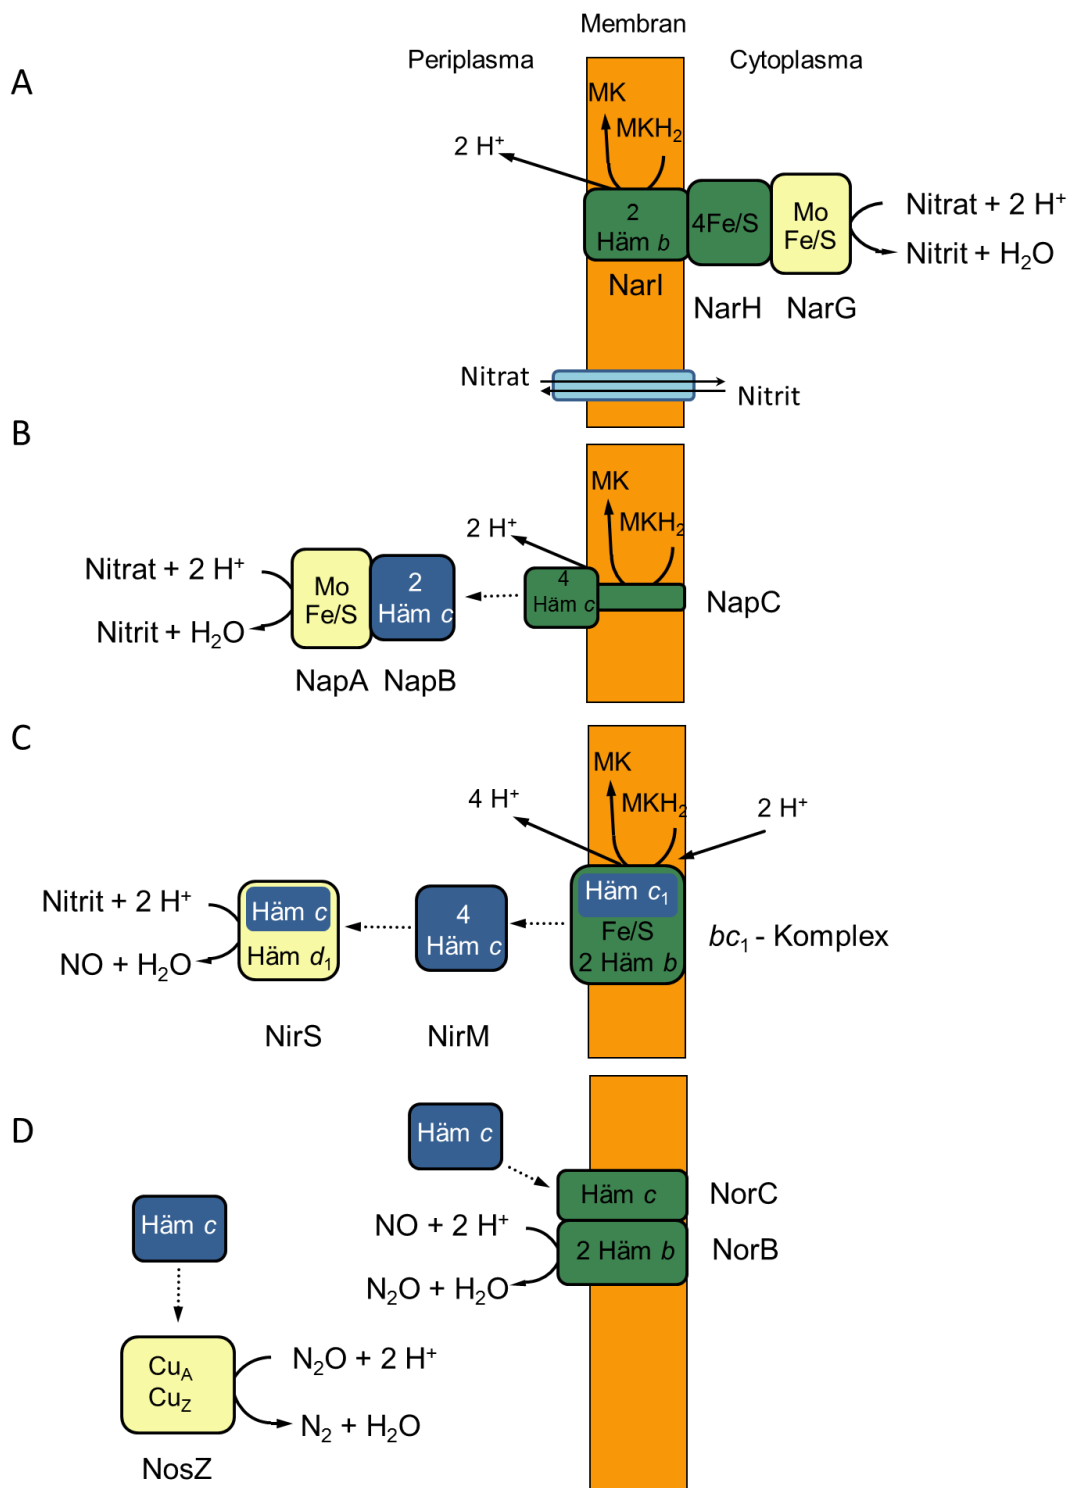 Membran
Periplasma
Cytoplasma
A
MK
MKH₂
2 H⁺
2
Häm b
4Fe/S
Mo
Fe/S
Nitrat + 2 H⁺
Nitrit + H₂O
NarI
NarH
NarG
Nitrat
Nitrit
B
MK
MKH₂
2 H⁺
Nitrat + 2 H⁺
Nitrit + H₂O
Mo
Fe/S
2
Häm c
4
Häm c
NapC
NapA
NapB
C
MK
MKH₂
4 H⁺
2 H⁺
Nitrit + 2 H⁺
NO + H₂O
Häm c
Häm d₁
4
Häm c
Häm c₁
Fe/S
2 Häm b
bc₁ - Komplex
NirS
NirM
D
Häm c
Häm c
NorC
NO + 2 H⁺
N₂O + H₂O
2 Häm b
NorB
Häm c
Cu_A
Cu_Z
N₂O + 2 H⁺
N₂ + H₂O
NosZ